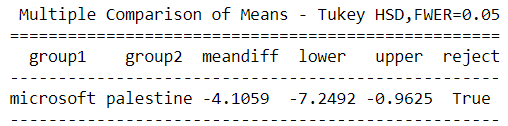 Multiple Comparison of Means - Tukey HSD,FWER=0.05
====================================================
group1 group2 meandiff lower upper reject
----------------------------------------------------
microsoft palestine -4.1059 -7.2492 -0.9625 True
----------------------------------------------------